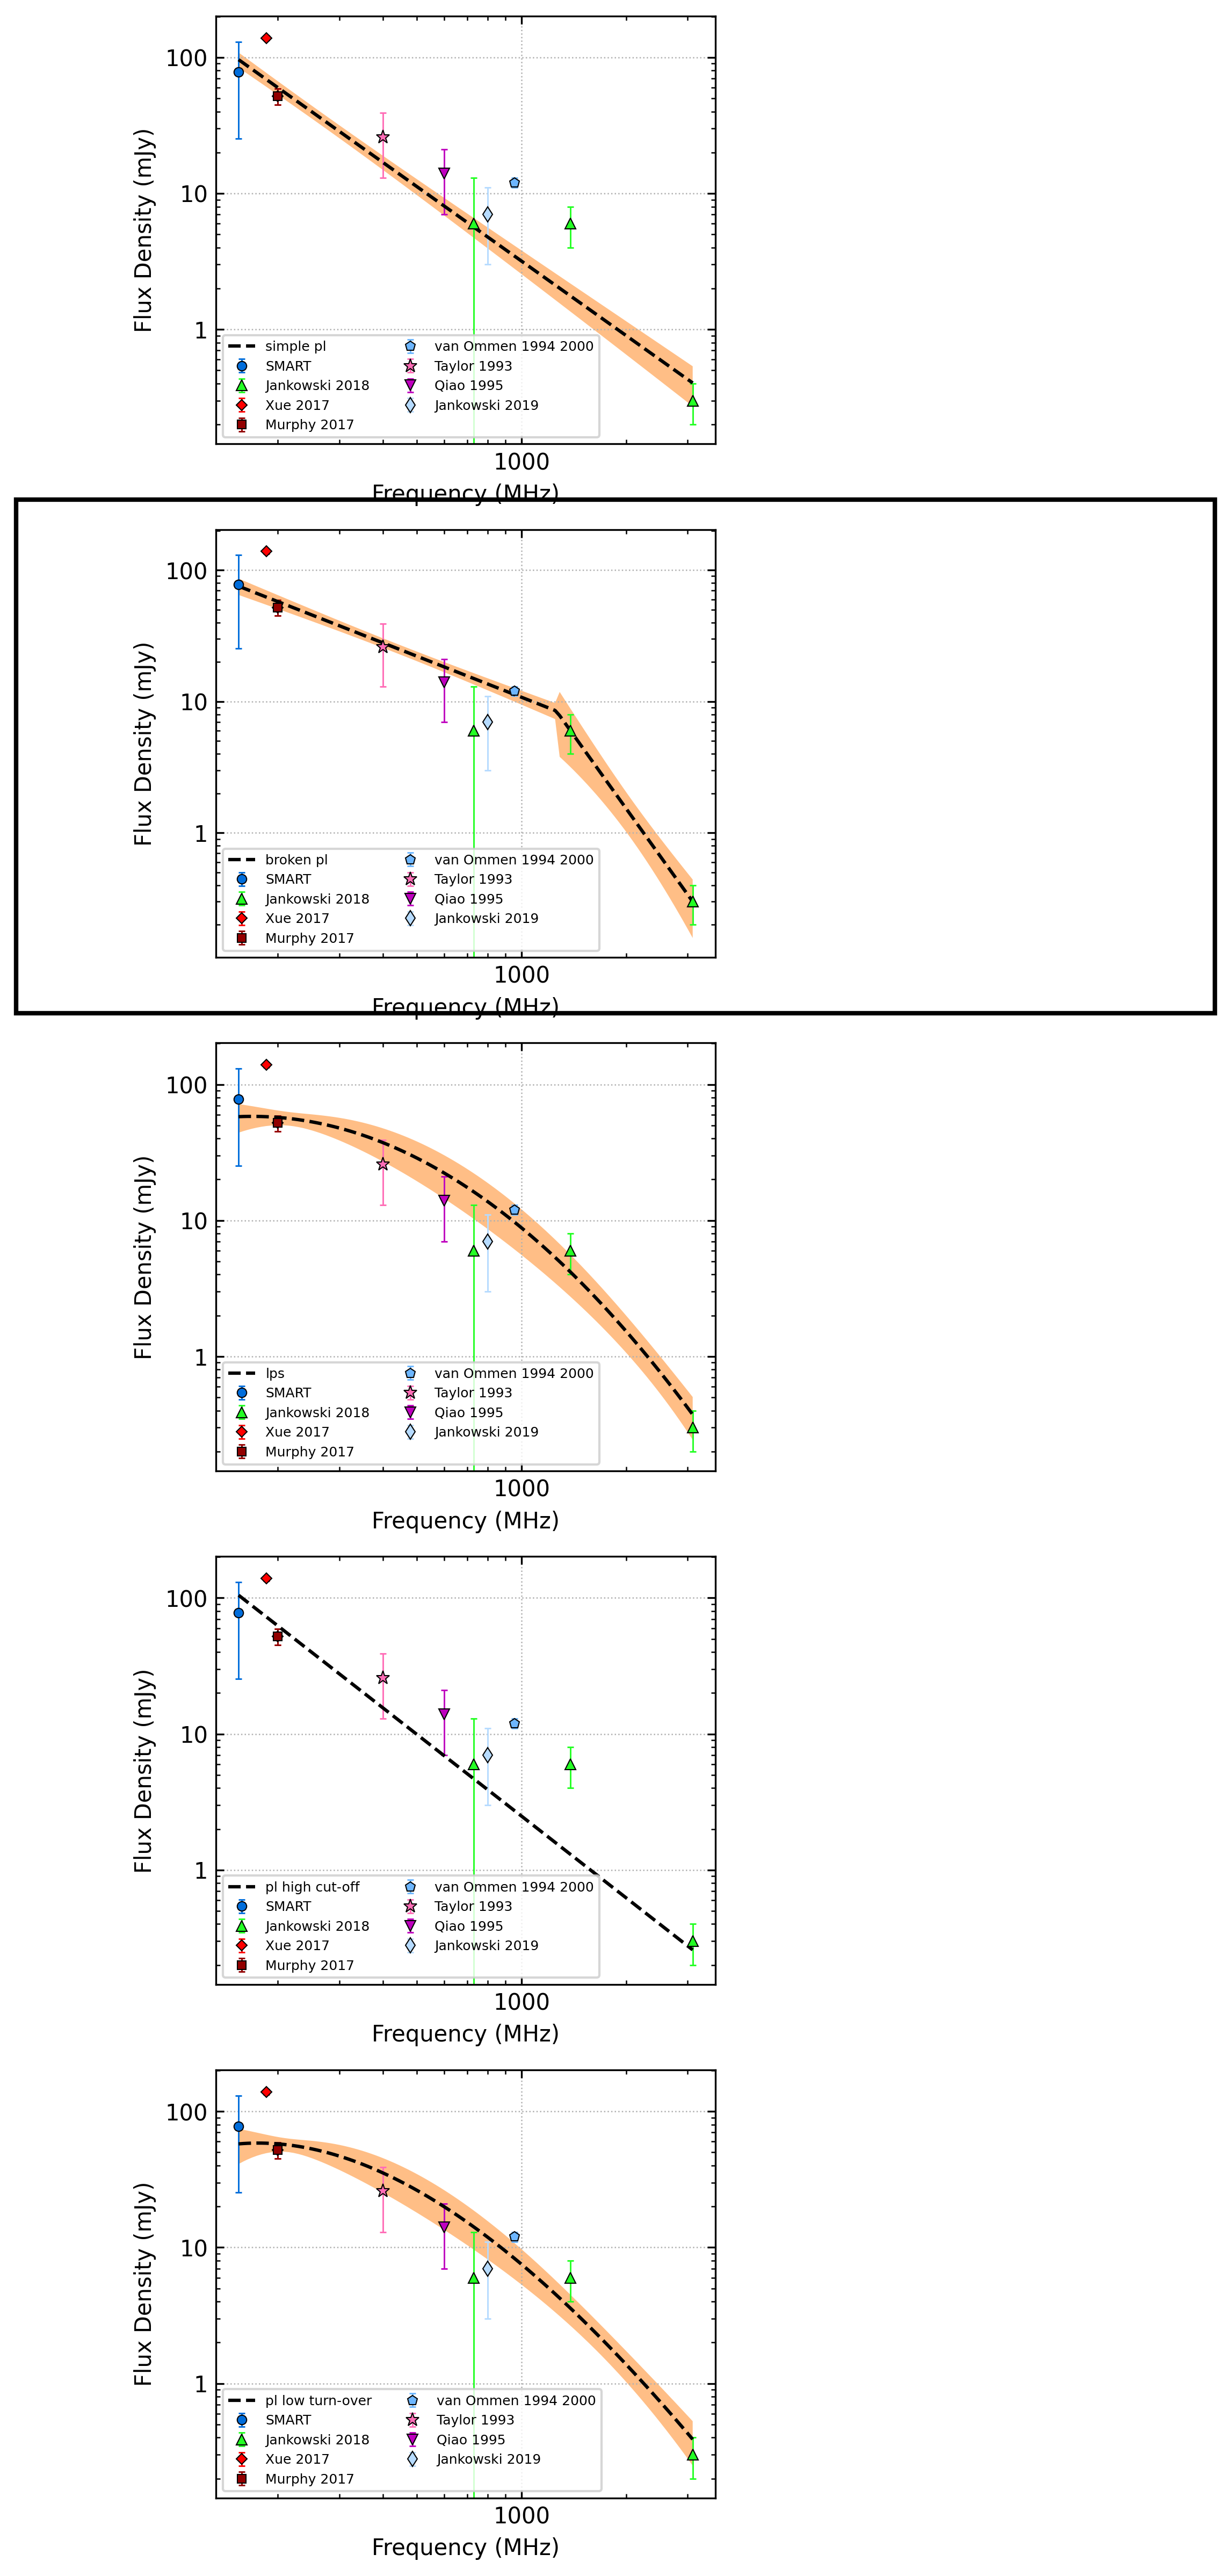 100
10
1
Flux Density (mJy)
simple pl
SMART
Jankowski 2018
Xue 2017
Murphy 2017
van Ommen 1994 2000
Taylor 1993
Qiao 1995
Jankowski 2019
1000
Frequency (MHz)
100
10
1
Flux Density (mJy)
broken pl
SMART
Jankowski 2018
Xue 2017
Murphy 2017
van Ommen 1994 2000
Taylor 1993
Qiao 1995
Jankowski 2019
1000
Frequency (MHz)
100
10
1
Flux Density (mJy)
lps
SMART
Jankowski 2018
Xue 2017
Murphy 2017
van Ommen 1994 2000
Taylor 1993
Qiao 1995
Jankowski 2019
1000
Frequency (MHz)
100
10
1
Flux Density (mJy)
pl high cut-off
SMART
Jankowski 2018
Xue 2017
Murphy 2017
van Ommen 1994 2000
Taylor 1993
Qiao 1995
Jankowski 2019
1000
Frequency (MHz)
100
10
1
Flux Density (mJy)
pl low turn-over
SMART
Jankowski 2018
Xue 2017
Murphy 2017
van Ommen 1994 2000
Taylor 1993
Qiao 1995
Jankowski 2019
1000
Frequency (MHz)